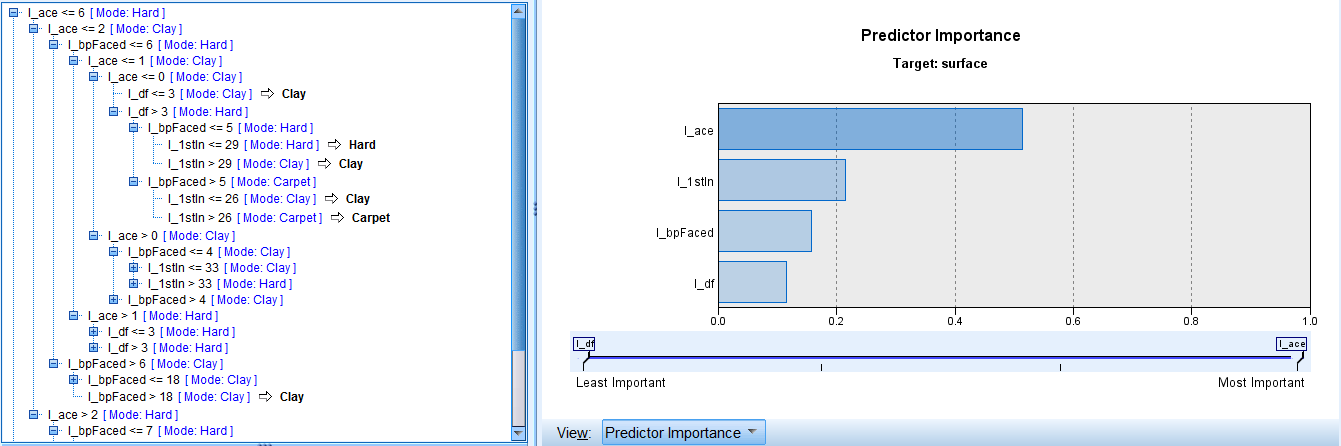 l_ace <= 6 [ Mode: Hard ]
l_ace <= 2 [ Mode: Clay ]
l_bpFaced <= 6 [ Mode: Hard ]
l_ace <= 1 [ Mode: Clay ]
l_ace <= 0 [ Mode: Clay ]
l_df <= 3 [ Mode: Clay ] ⇨ Clay
l_df > 3 [ Mode: Hard ]
l_bpFaced <= 5 [ Mode: Hard ]
l_1stIn <= 29 [ Mode: Hard ] ⇨ Hard
l_1stIn > 29 [ Mode: Clay ] ⇨ Clay
l_bpFaced > 5 [ Mode: Carpet ]
l_1stIn <= 26 [ Mode: Clay ] ⇨ Clay
l_1stIn > 26 [ Mode: Carpet ] ⇨ Carpet
l_ace > 0 [ Mode: Clay ]
l_bpFaced <= 4 [ Mode: Clay ]
l_1stIn <= 33 [ Mode: Clay ]
l_1stIn > 33 [ Mode: Hard ]
l_bpFaced > 4 [ Mode: Clay ]
l_ace > 1 [ Mode: Hard ]
l_df <= 3 [ Mode: Hard ]
l_df > 3 [ Mode: Hard ]
l_bpFaced > 6 [ Mode: Clay ]
l_bpFaced <= 18 [ Mode: Clay ]
l_bpFaced > 18 [ Mode: Clay ] ⇨ Clay
l_ace > 2 [ Mode: Hard ]
l_bpFaced <= 7 [ Mode: Hard ]
Predictor Importance
Target: surface
l_ace
l_1stIn
l_bpFaced
l_df
0.0 0.2 0.4 0.6 0.8 1.0
l_df l_ace
Least Important Most Important
View: Predictor Importance